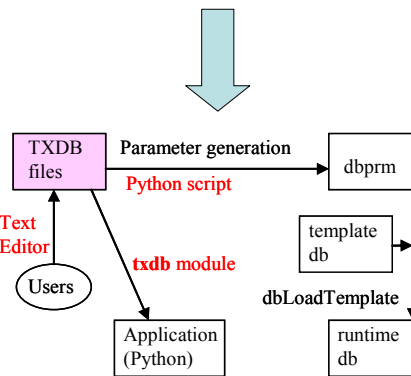 TXDB
files
Parameter generation
Python script
dbprm
Text
Editor
txdb module
template
db
Users
dbLoadTemplate
Application
(Python)
runtime
db